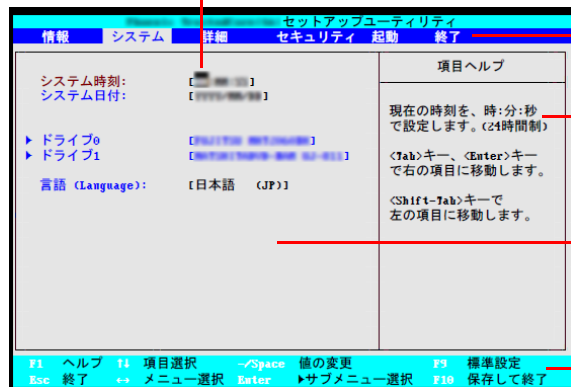 セットアップユーティリティ
情報 システム 詳細 セキュリティ 起動 終了
項目ヘルプ
システム時刻: [
システム日付: [
]
]
現在の時刻を、時:分:秒
で設定します。(24時間制)
<Tab>キー、<Enter>キー
で右の項目に移動します。
<Shift-Tab>キーで
左の項目に移動します。
ドライブ0 [ ]
ドライブ1 [ ]
言語 (Language): [日本語 (JP)]
F1 ヘルプ ↑↓ 項目選択 -/Space 値の変更 F9 標準設定
Esc 終了 ↔ メニュー選択 Enter ▶サブメニュー選択 F10 保存して終了